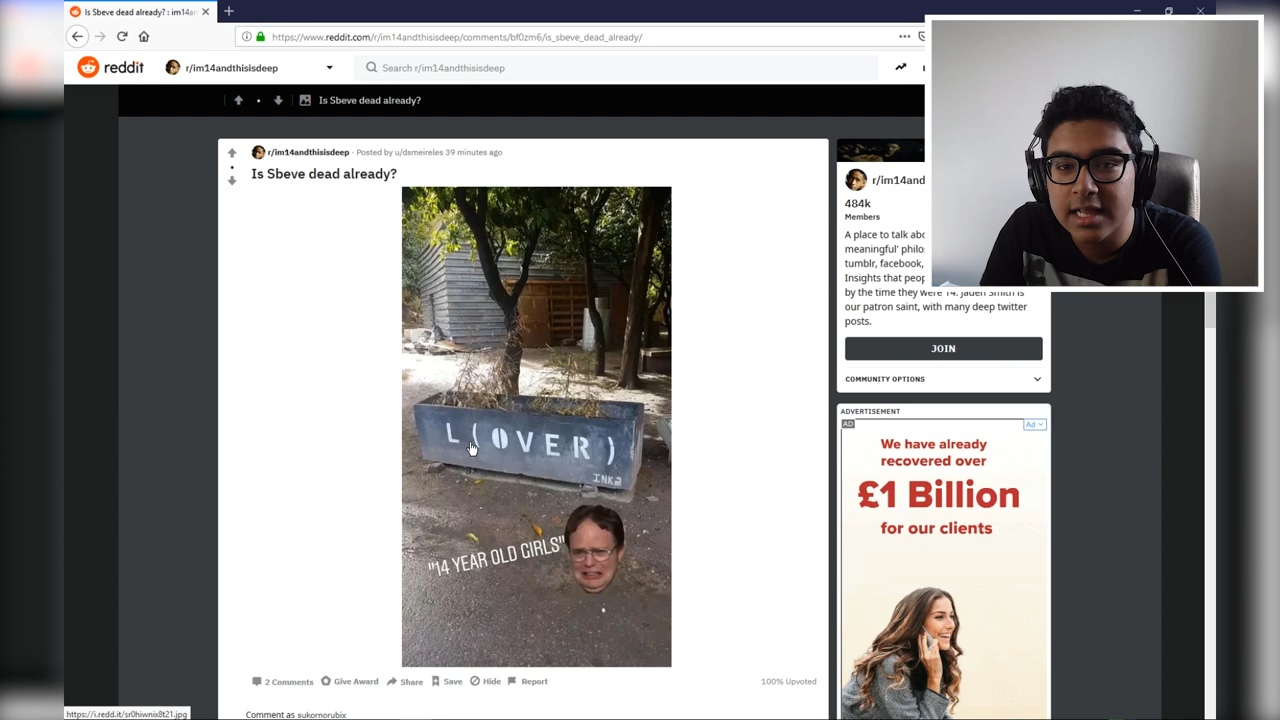 Is Sbeve dead already? : im14an
https://www.reddit.com/r/im14andthisisdeep/comments/bf0zm6/is_sbeve_dead_already/
reddit
r/im14andthisisdeep
Search r/im14andthisisdeep
Is Sbeve dead already?
r/im14andthisisdeep · Posted by u/dsmeireles 39 minutes ago
Is Sbeve dead already?
L(OVER)
INK
"14 YEAR OLD GIRLS"
2 Comments
Give Award
Share
Save
Hide
Report
100% Upvoted
Comment as sukornorubix
r/im14and
484k
Members
A place to talk abo
meaningful' philo
tumblr, facebook,
Insights that peop
by the time they were 14. Jaden Smith is
our patron saint, with many deep twitter
posts.
JOIN
COMMUNITY OPTIONS
ADVERTISEMENT
AD
Ad
We have already
recovered over
£1 Billion
for our clients
https://i.redd.it/sr0hiwnix8t21.jpg